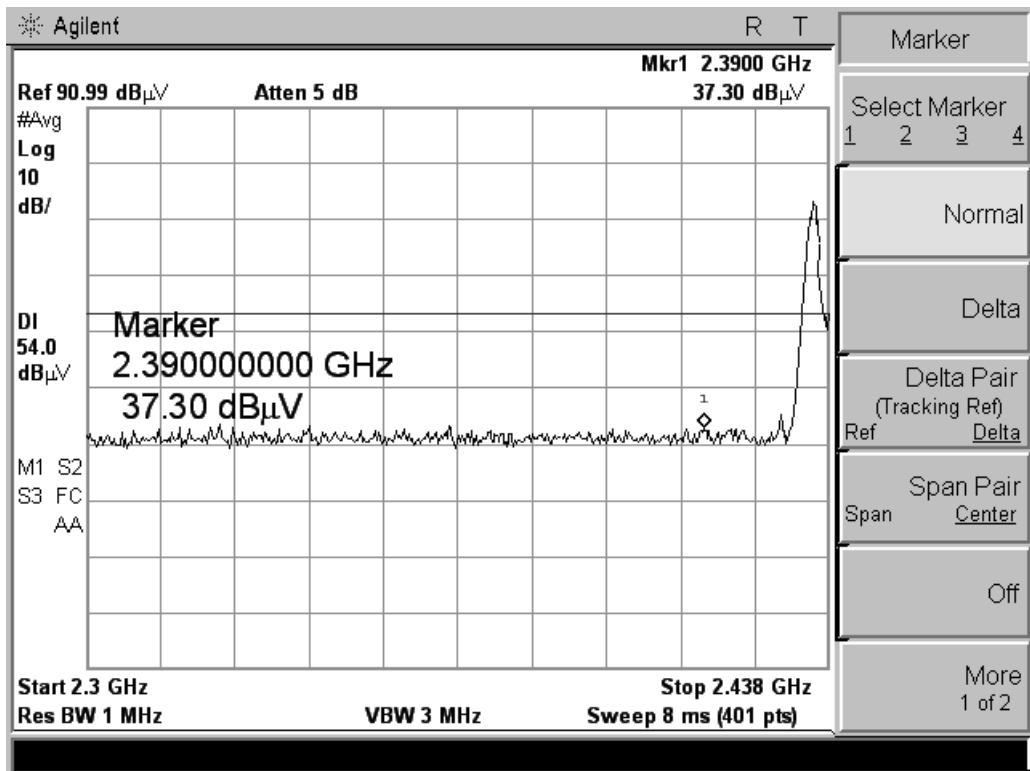 Agilent
R T
Mkr1 2.3900 GHz
Ref 90.99 dBμV
Atten 5 dB
37.30 dBμV
#Avg
Log
10
dB/
DI
54.0
dBμV
Marker
2.390000000 GHz
37.30 dBμV
1
M1 S2
S3 FC
AA
Start 2.3 GHz
Stop 2.438 GHz
Res BW 1 MHz
VBW 3 MHz
Sweep 8 ms (401 pts)
Marker
Select Marker
1 2 3 4
Normal
Delta
Delta Pair
(Tracking Ref)
Ref Delta
Span Pair
Span Center
Off
More
1 of 2